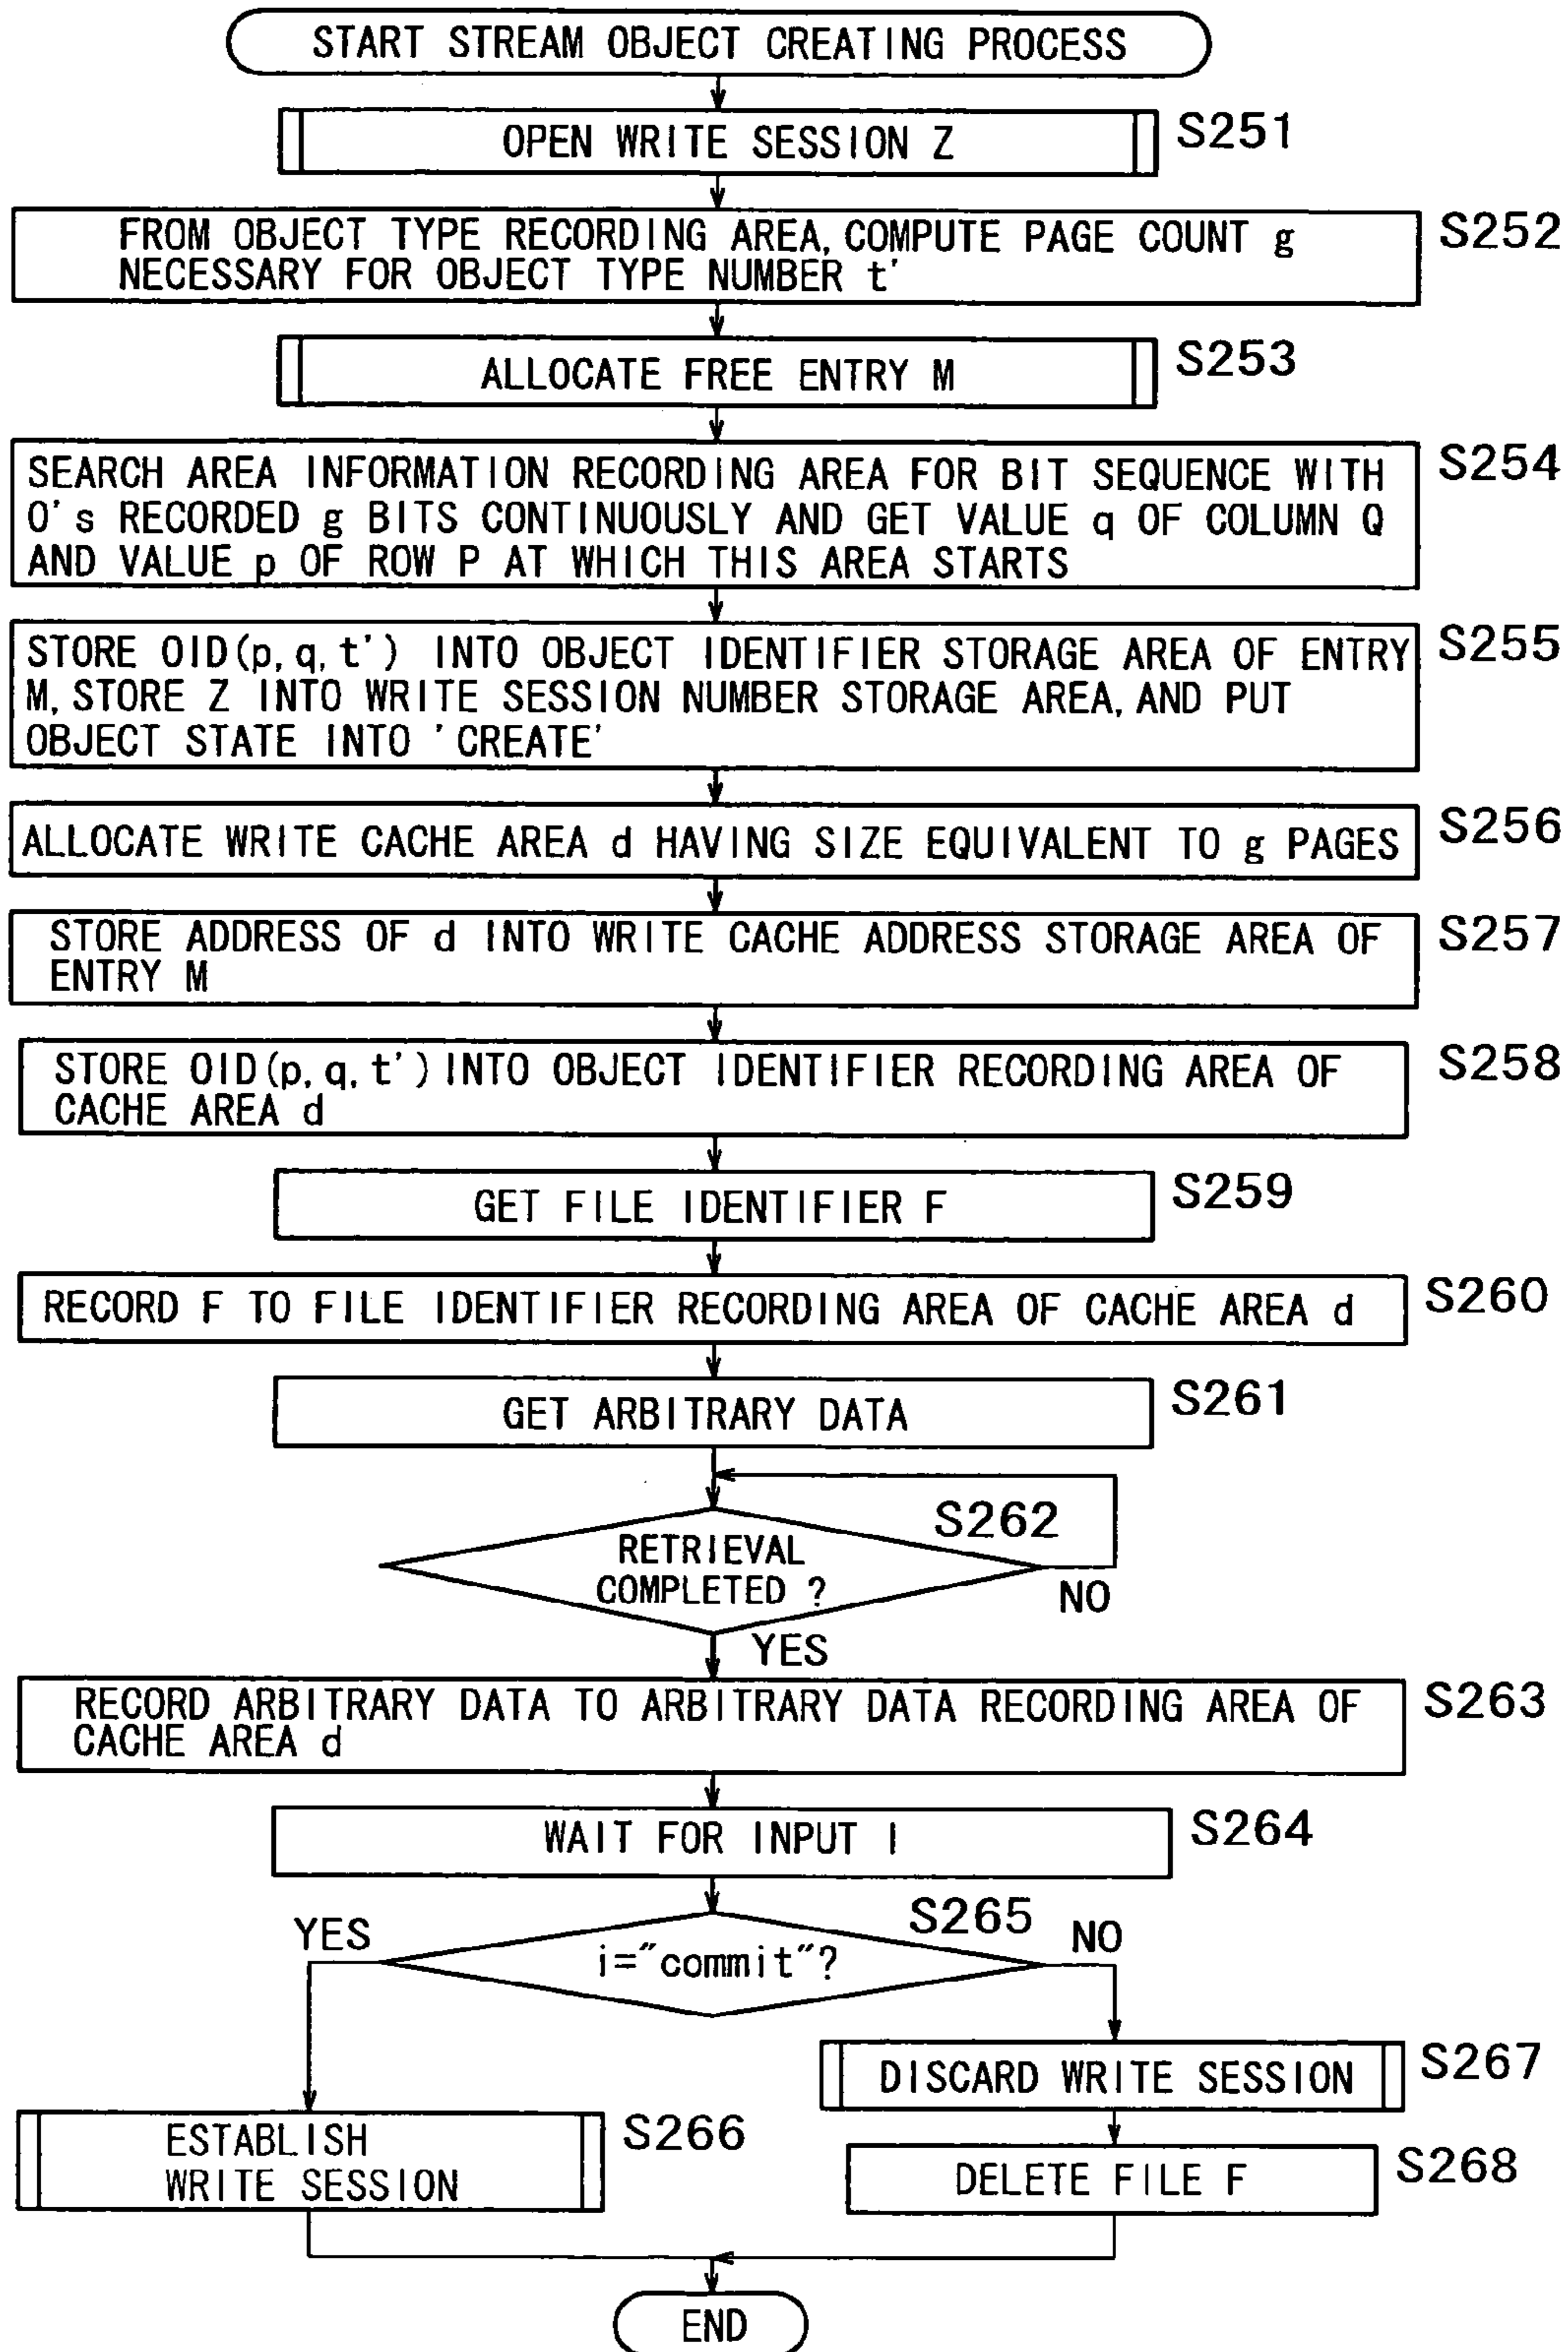 START STREAM OBJECT CREATING PROCESS
OPEN WRITE SESSION Z
S251
FROM OBJECT TYPE RECORDING AREA, COMPUTE PAGE COUNT g
NECESSARY FOR OBJECT TYPE NUMBER t'
S252
ALLOCATE FREE ENTRY M
S253
SEARCH AREA INFORMATION RECORDING AREA FOR BIT SEQUENCE WITH
0's RECORDED g BITS CONTINUOUSLY AND GET VALUE q OF COLUMN Q
AND VALUE p OF ROW P AT WHICH THIS AREA STARTS
S254
STORE OID(p, q, t') INTO OBJECT IDENTIFIER STORAGE AREA OF ENTRY
M, STORE Z INTO WRITE SESSION NUMBER STORAGE AREA, AND PUT
OBJECT STATE INTO 'CREATE'
S255
ALLOCATE WRITE CACHE AREA d HAVING SIZE EQUIVALENT TO g PAGES
S256
STORE ADDRESS OF d INTO WRITE CACHE ADDRESS STORAGE AREA OF
ENTRY M
S257
STORE OID(p, q, t') INTO OBJECT IDENTIFIER RECORDING AREA OF
CACHE AREA d
S258
GET FILE IDENTIFIER F
S259
RECORD F TO FILE IDENTIFIER RECORDING AREA OF CACHE AREA d
S260
GET ARBITRARY DATA
S261
S262
RETRIEVAL
COMPLETED ?
NO
YES
RECORD ARBITRARY DATA TO ARBITRARY DATA RECORDING AREA OF
CACHE AREA d
S263
WAIT FOR INPUT I
S264
S265
YES
i="commit"?
NO
DISCARD WRITE SESSION
S267
ESTABLISH
WRITE SESSION
S266
DELETE FILE F
S268
END